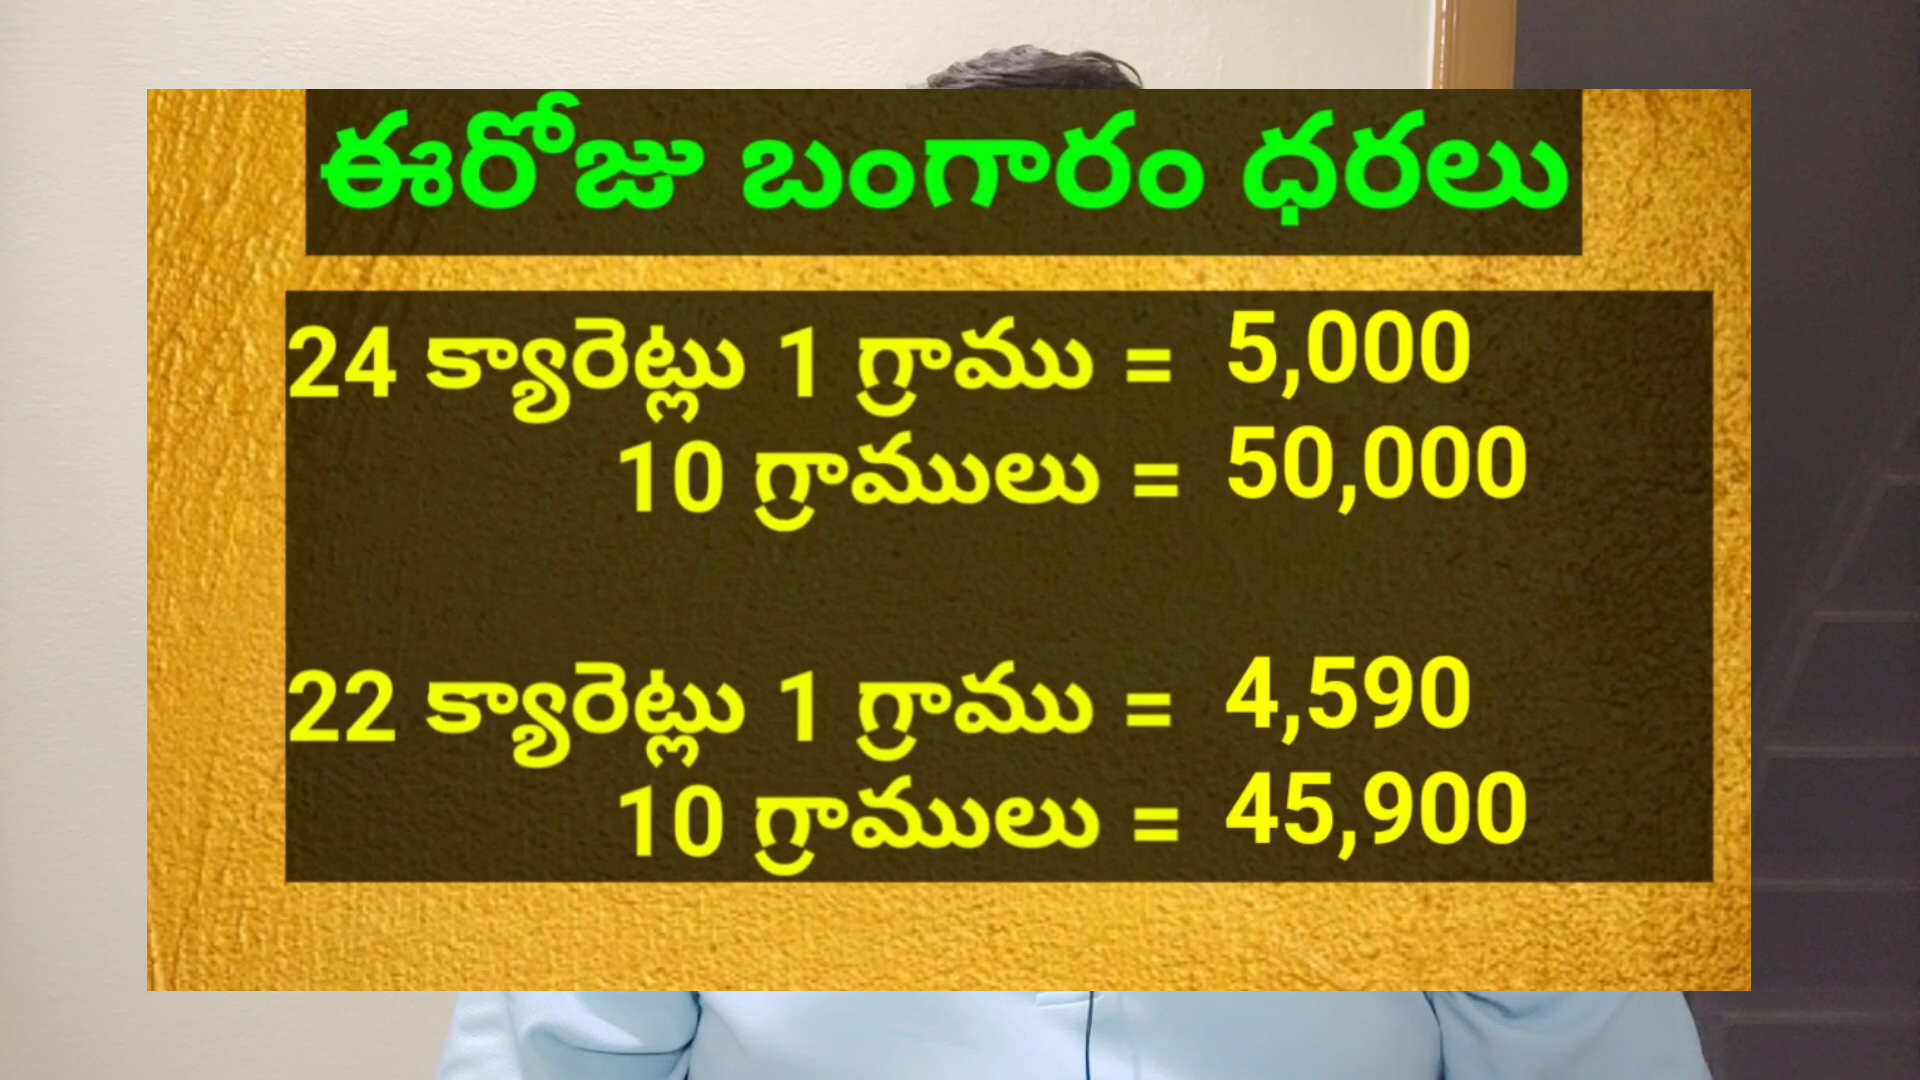 ఈరోజు బంగారం ధరలు
24 క్యారెట్లు 1 గ్రాము = 5,000
10 గ్రాములు = 50,000
22 క్యారెట్లు 1 గ్రాము = 4,590
10 గ్రాములు = 45,900